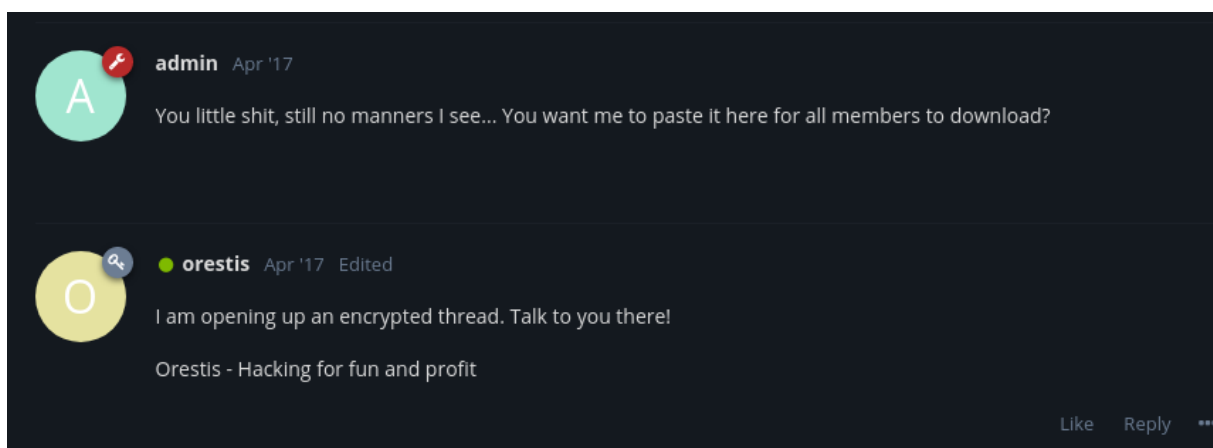 A
admin Apr '17
You little shit, still no manners I see... You want me to paste it here for all members to download?
O
orestis Apr '17 Edited
I am opening up an encrypted thread. Talk to you there!
Orestis - Hacking for fun and profit
Like Reply